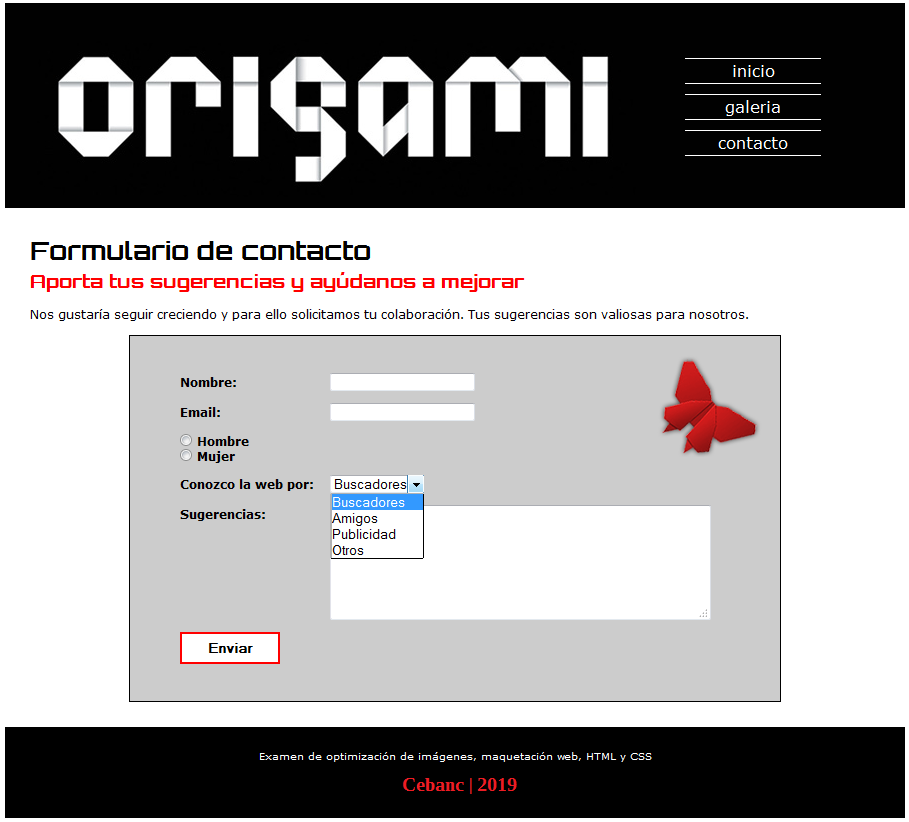 origami
inicio
galeria
contacto
Formulario de contacto
Aporta tus sugerencias y ayúdanos a mejorar
Nos gustaría seguir creciendo y para ello solicitamos tu colaboración. Tus sugerencias son valiosas para nosotros.
Nombre:
Email:
Hombre
Mujer
Conozco la web por: Buscadores
Buscadores
Sugerencias:
Amigos
Publicidad
Otros
Enviar
Examen de optimización de imágenes, maquetación web, HTML y CSS
Cebanc | 2019